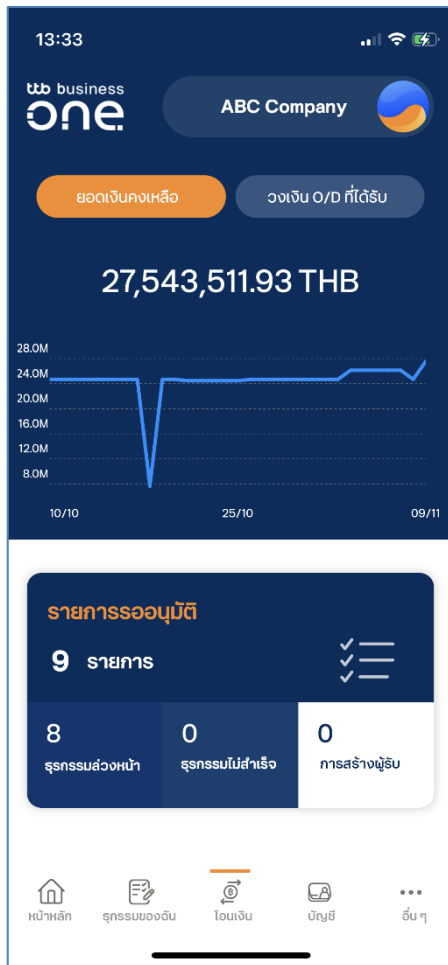 13:33
ttb business
one
ABC Company
ยอดเงินคงเหลือ
วงเงิน O/D ที่ได้รับ
27,543,511.93 THB
28.0M
24.0M
20.0M
16.0M
12.0M
8.0M
10/10
25/10
09/11
รายการรออนุมัติ
9 รายการ
8
ธุรกรรมล่วงหน้า
0
ธุรกรรมไม่สำเร็จ
0
การสร้างผู้รับ
หน้าหลัก
ธุกรรมของฉัน
โอนเงิน
บัญชี
อื่น ๆ